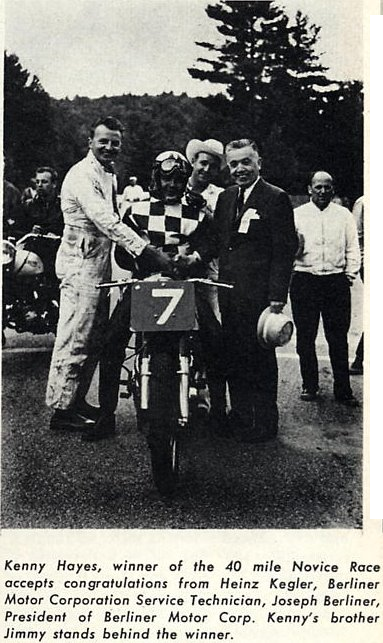 7
Kenny Hayes, winner of the 40 mile Novice Race
accepts congratulations from Heinz Kegler, Berliner
Motor Corporation Service Technician, Joseph Berliner,
President of Berliner Motor Corp. Kenny's brother
Jimmy stands behind the winner.